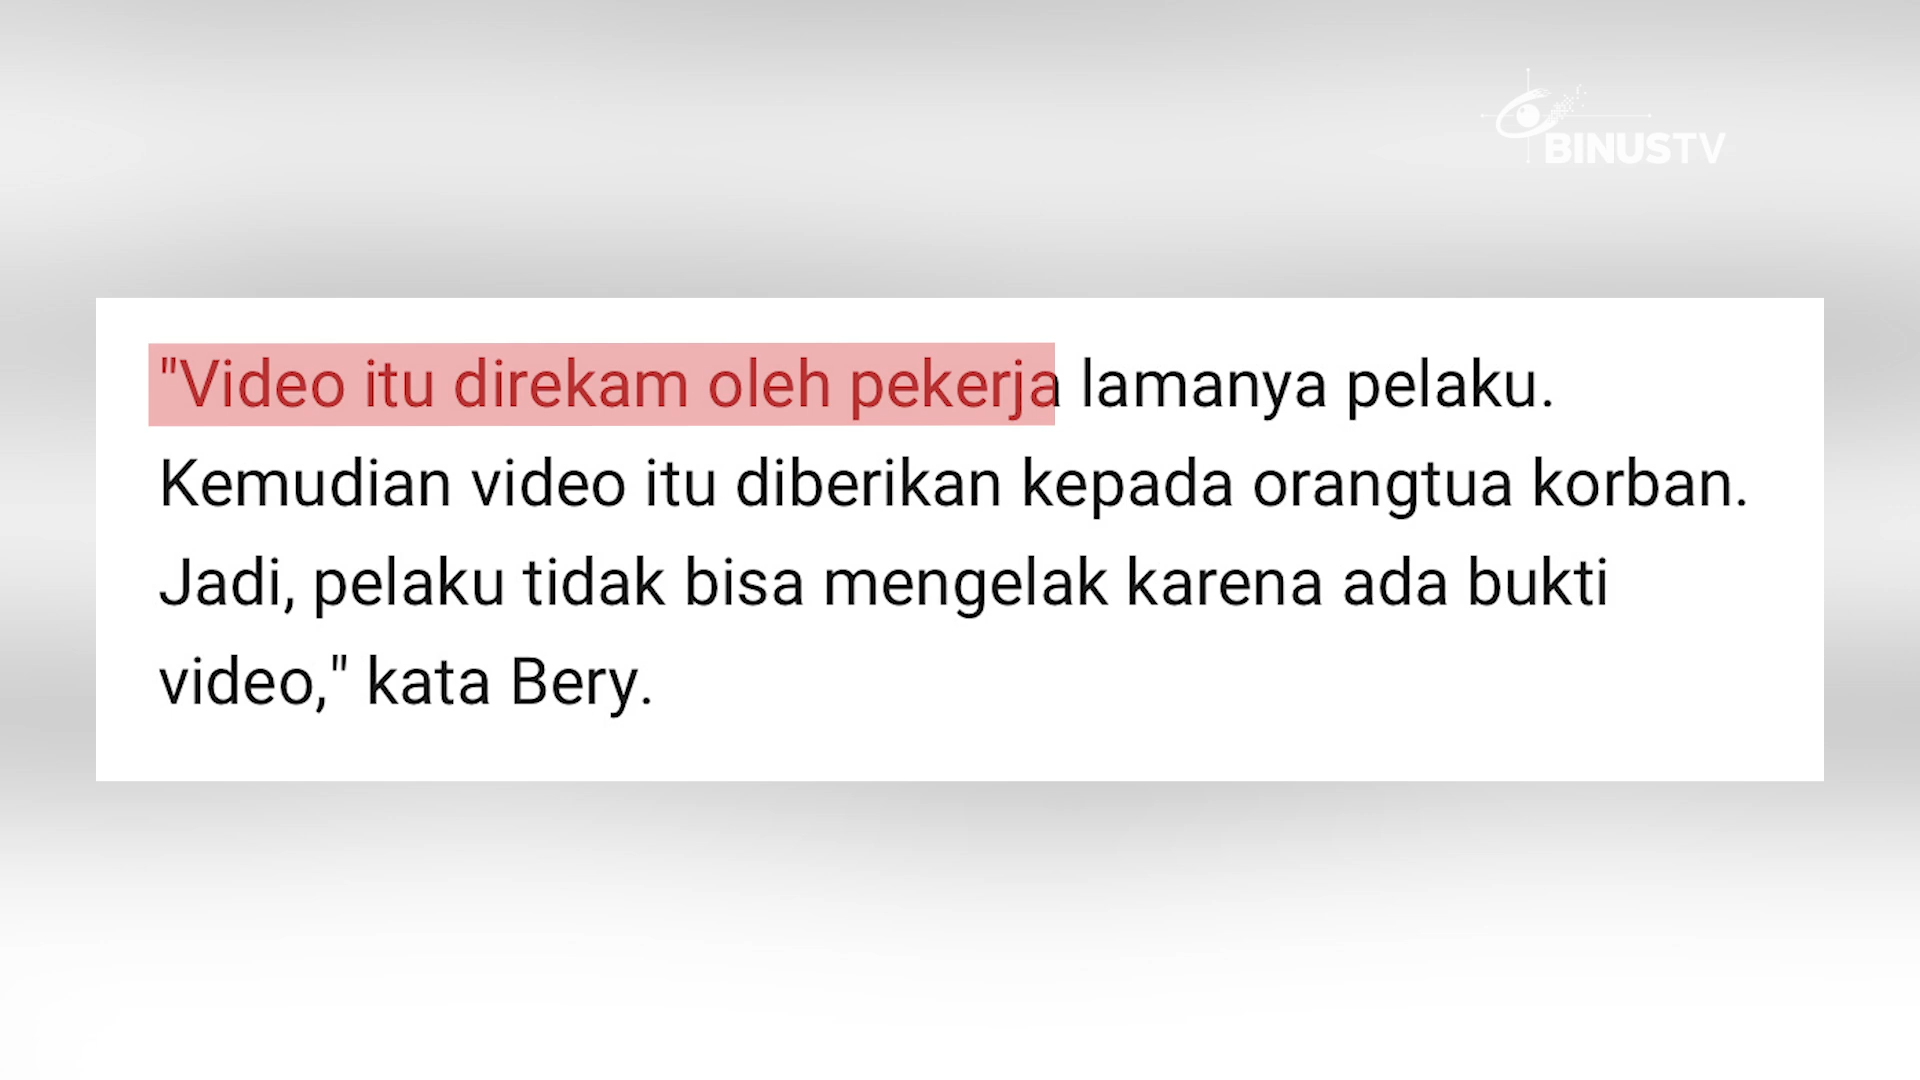 BINUSTV
"Video itu direkam oleh pekerja lamanya pelaku.
Kemudian video itu diberikan kepada orangtua korban.
Jadi, pelaku tidak bisa mengelak karena ada bukti
video," kata Bery.